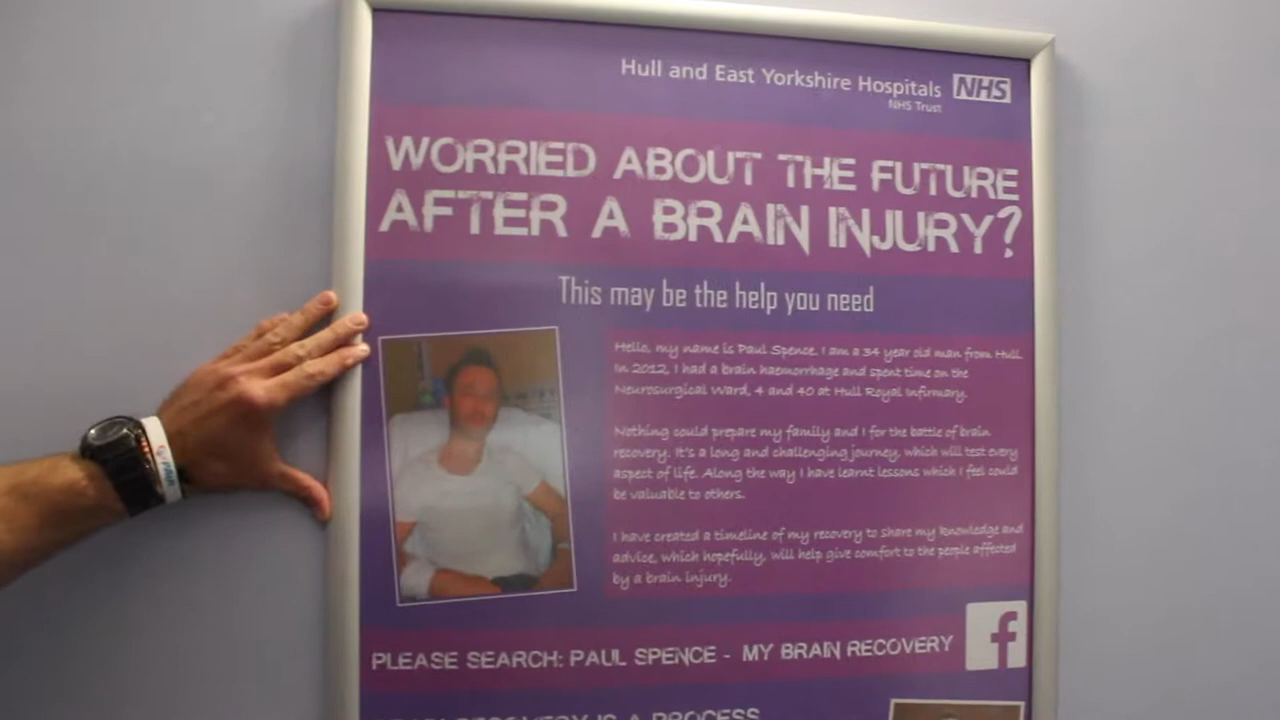 Hull and East Yorkshire Hospitals NHS
NHS Trust
WORRIED ABOUT THE FUTURE
AFTER A BRAIN INJURY?
This may be the help you need
Hello, my name is Paul Spence. I am a 34 year old man from Hull.
In 2012, I had a brain haemorrhage and spent time on the
Neurosurgical Ward, 4 and 40 at Hull Royal Infirmary.
Nothing could prepare my family and I for the battle of brain
recovery. It's a long and challenging journey, which will test every
aspect of life. Along the way I have learnt lessons which I feel could
be valuable to others.
I have created a timeline of my recovery to share my knowledge and
advice, which hopefully, will help give comfort to the people affected
by a brain injury.
PLEASE SEARCH: PAUL SPENCE - MY BRAIN RECOVERY
RECOVERY IS A PROCESS